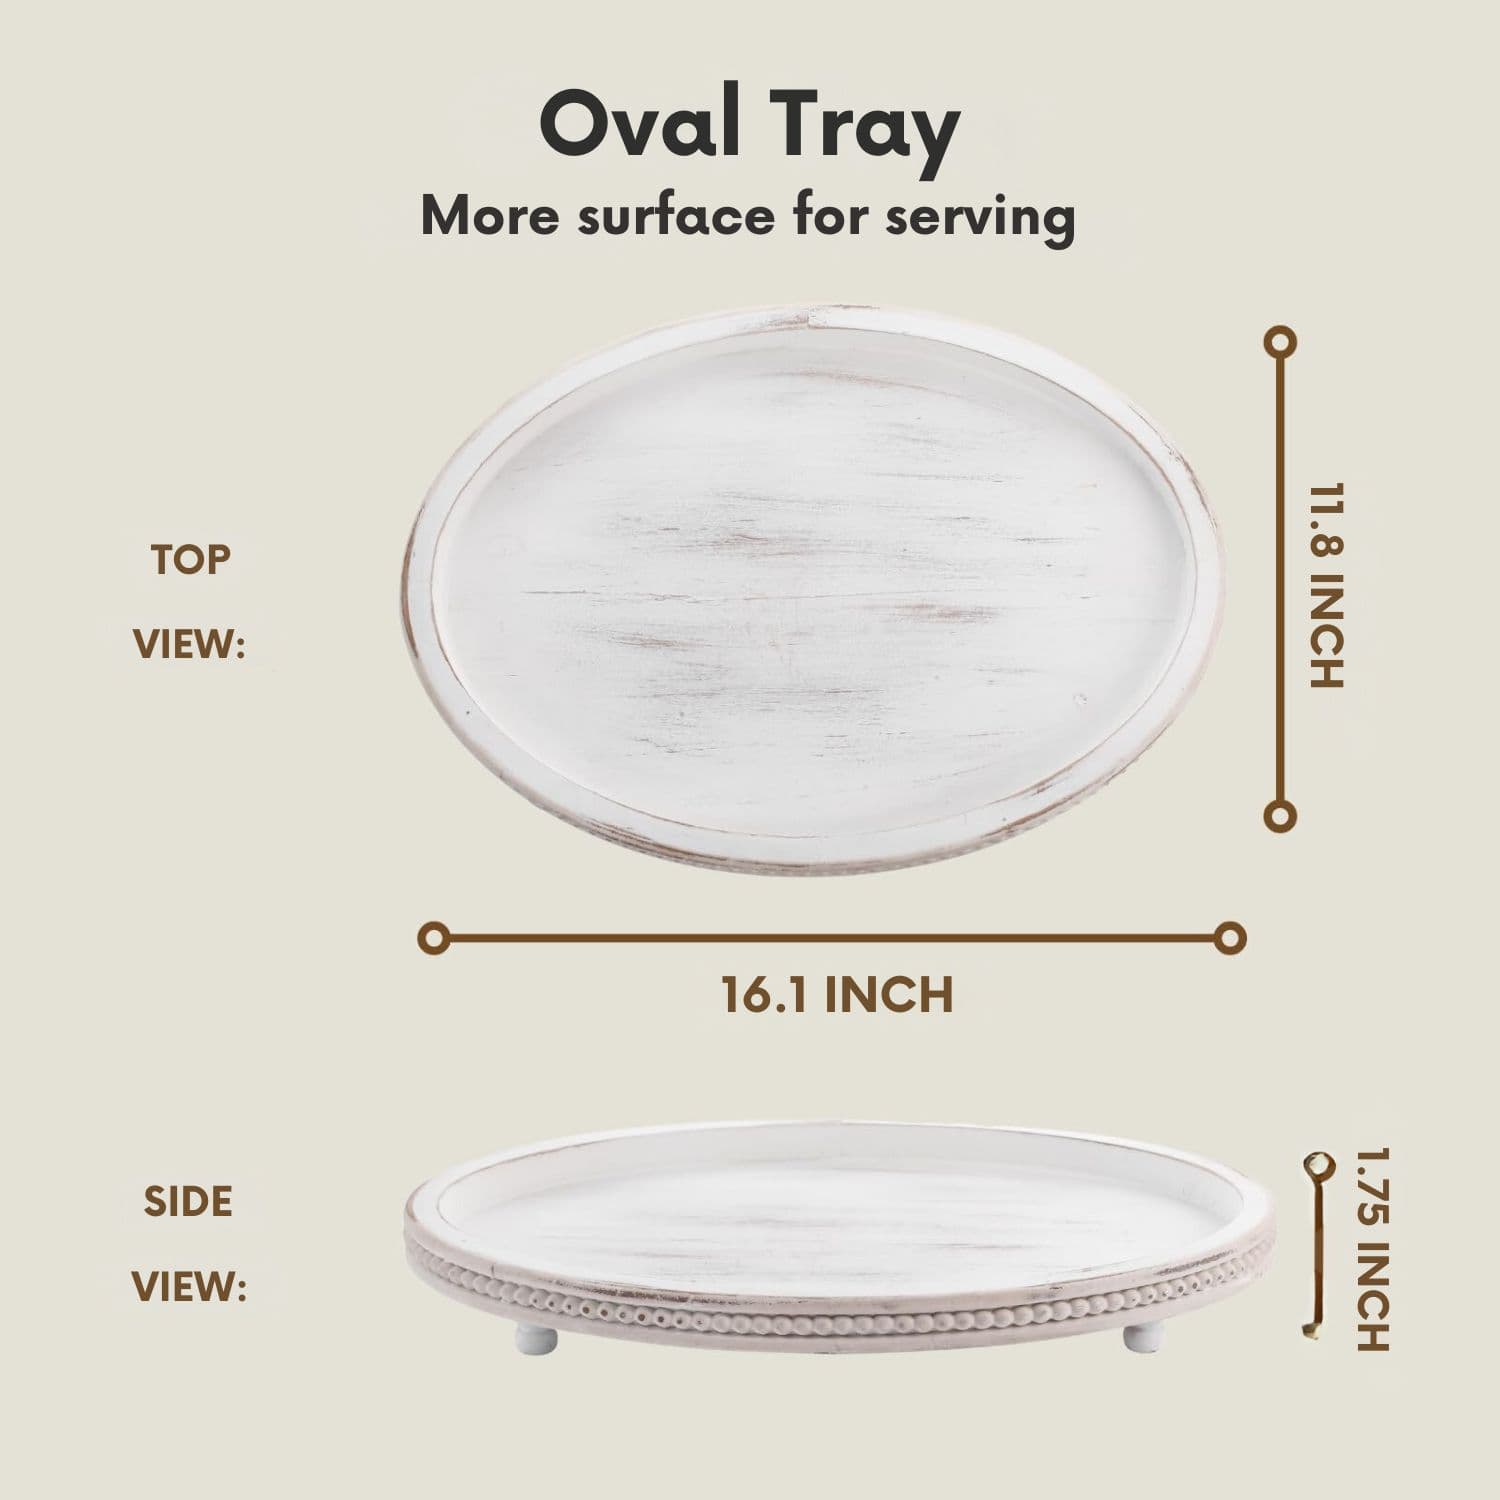 Oval Tray
More surface for serving
TOP
VIEW:
11.8 INCH
16.1 INCH
SIDE
VIEW:
1.75 INCH